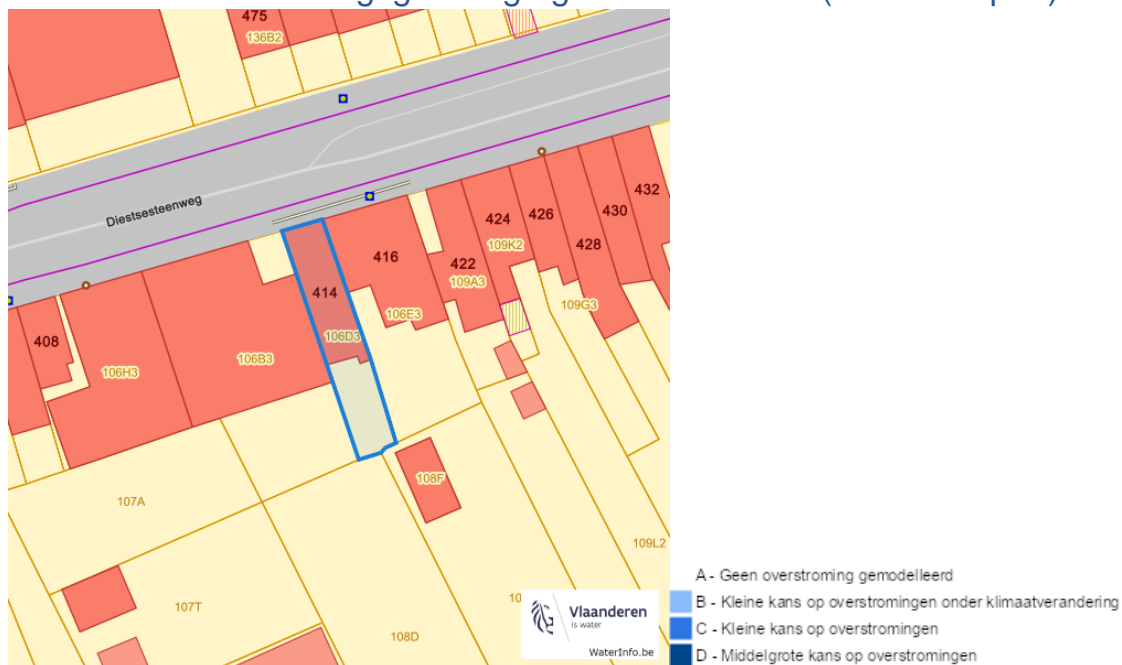 475
136B2
Diestsesteenweg
432
430
426
424
109K2
428
416
422
109A3
414
106E3
109G3
106D3
408
106B3
106H3
108F
107A
109L2
107T
108D
Vlaanderen
is water
WaterInfo.be
A - Geen overstroming gemodelleerd
B - Kleine kans op overstromingen onder klimaatverandering
C - Kleine kans op overstromingen
D - Middelgrote kans op overstromingen